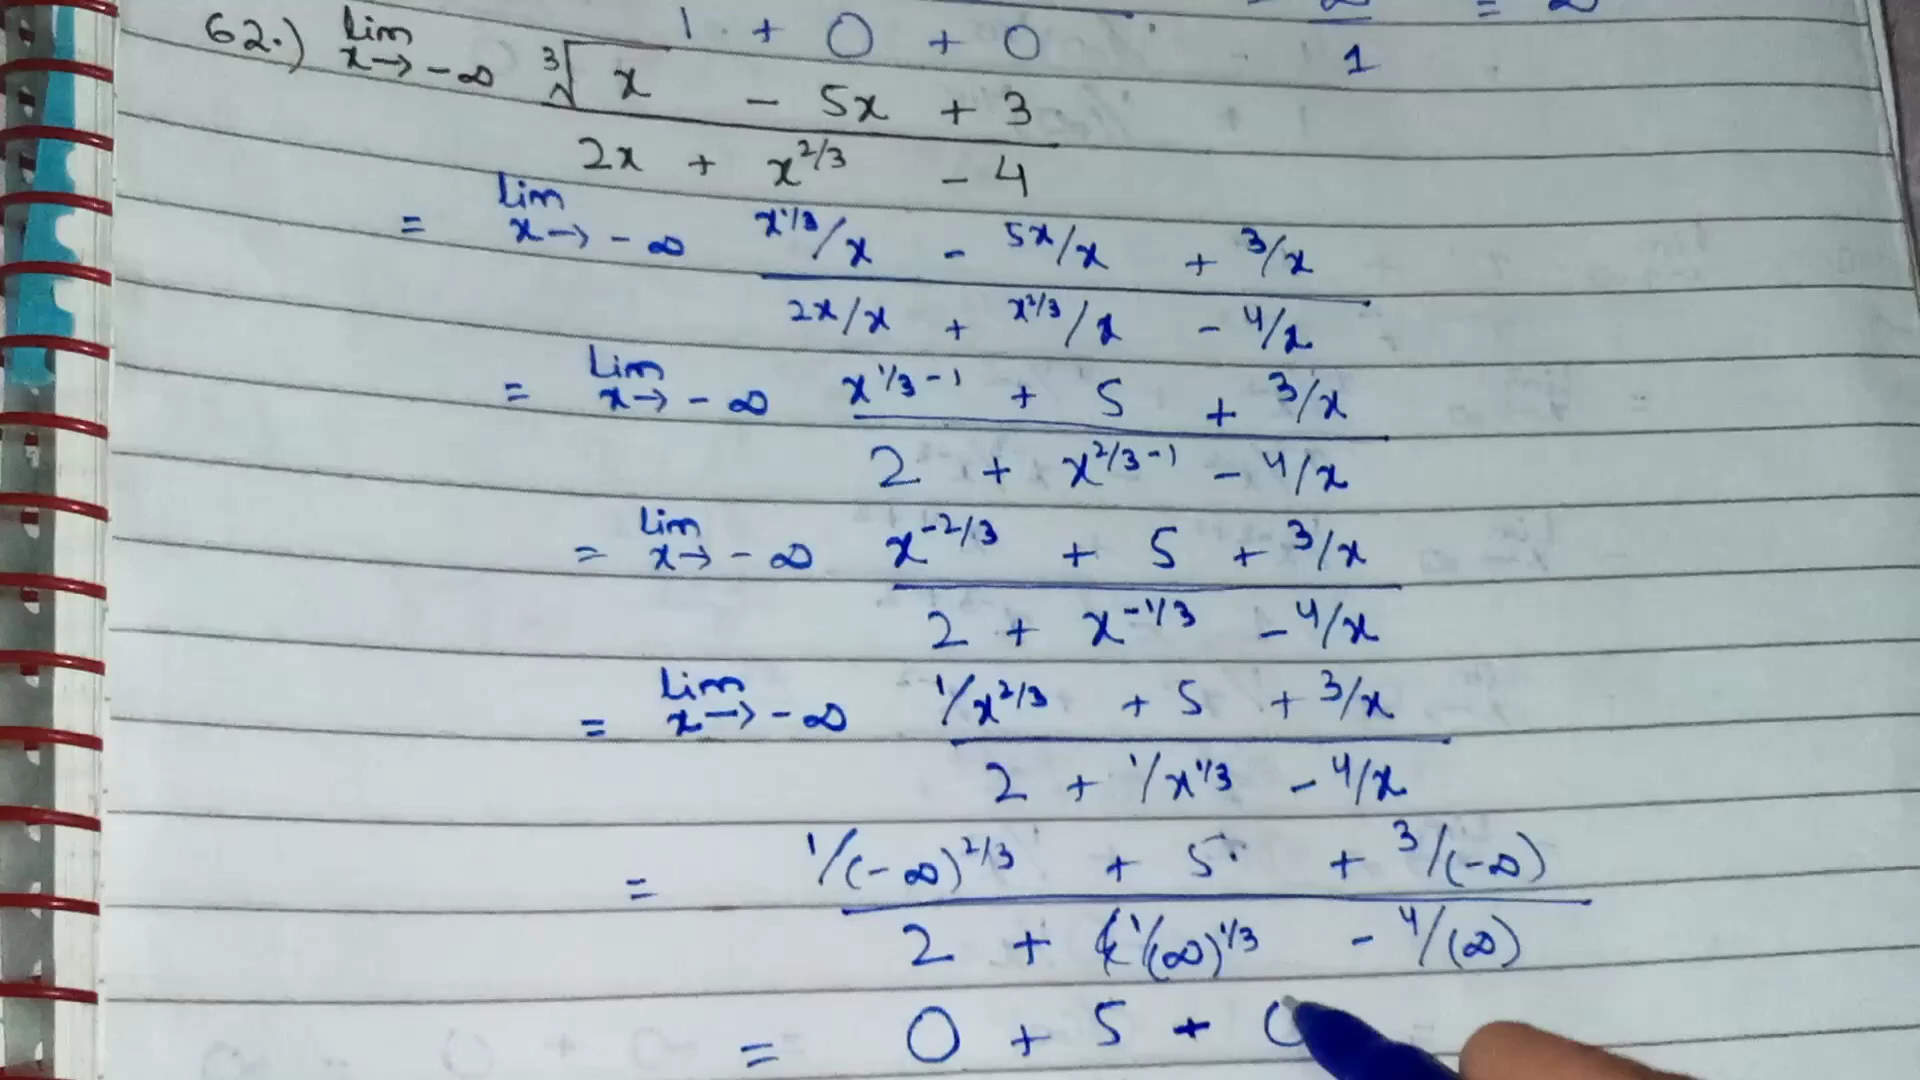 1 + 0 + 0
1
62.) lim x→-∞ ∛x - 5x + 3
2x + x^2/3 - 4
= lim x→-∞ x^1/3/x - 5x/x + 3/x
2x/x + x^2/3/x - 4/x
= lim x→-∞ x^1/3-1 + 5 + 3/x
2 + x^2/3-1 - 4/x
= lim x→-∞ x^-2/3 + 5 + 3/x
2 + x^-1/3 - 4/x
= lim x→-∞ 1/x^2/3 + 5 + 3/x
2 + 1/x^1/3 - 4/x
= 1/(-∞)^2/3 + 5 + 3/(-∞)
2 + 1/(∞)^1/3 - 4/(∞)
= 0 + 5 + 0